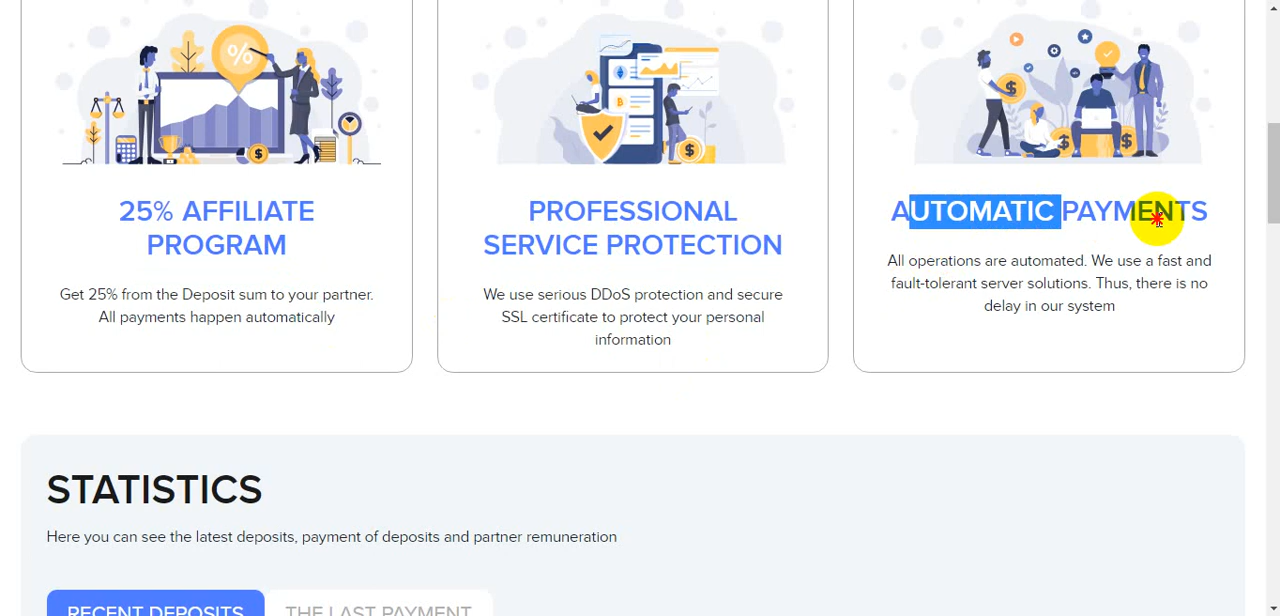 25% AFFILIATE
PROGRAM
Get 25% from the Deposit sum to your partner.
All payments happen automatically
PROFESSIONAL
SERVICE PROTECTION
We use serious DDoS protection and secure
SSL certificate to protect your personal
information
AUTOMATIC PAYMENTS
All operations are automated. We use a fast and
fault-tolerant server solutions. Thus, there is no
delay in our system
STATISTICS
Here you can see the latest deposits, payment of deposits and partner remuneration
RECENT DEPOSITS
THE LAST PAYMENT